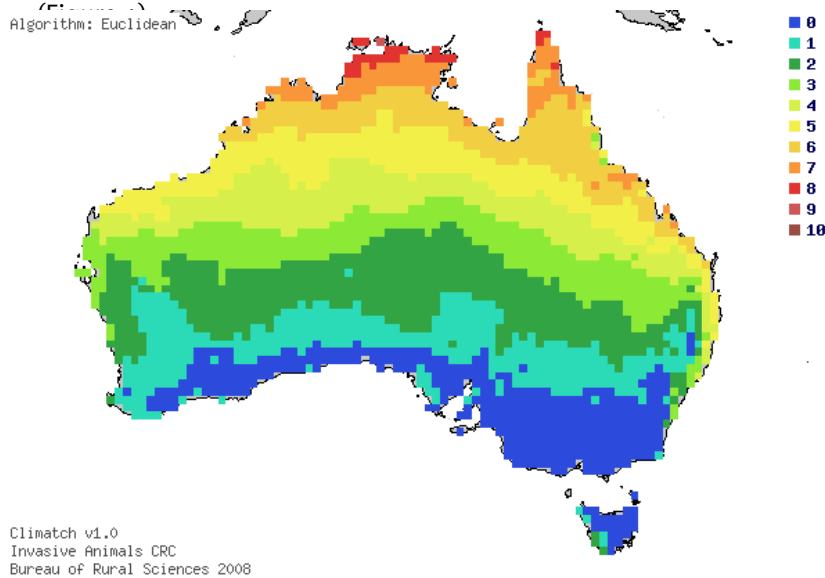 (Figure
Algorithm: Euclidean
0
1
2
3
4
5
6
7
8
9
10
Climatch v1.0
Invasive Animals CRC
Bureau of Rural Sciences 2008